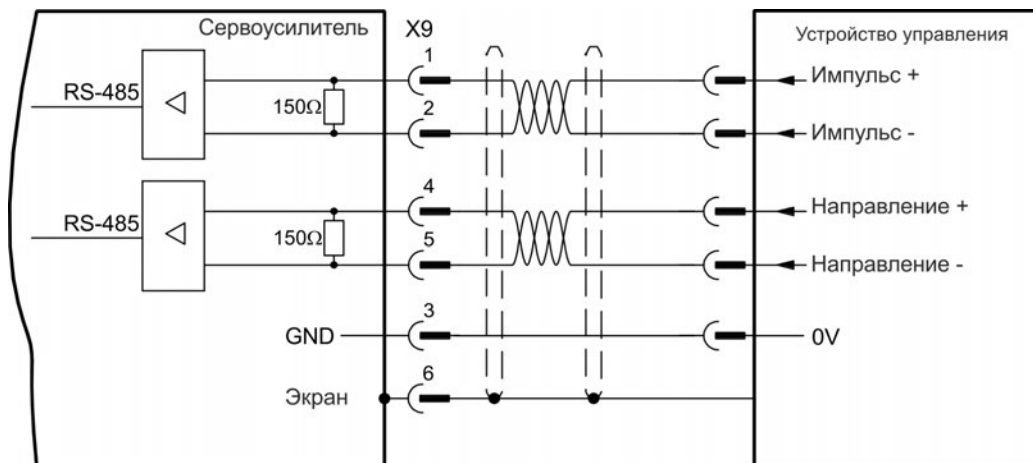 Сервоусилитель X9 Устройство управления
1 Импульс +
RS-485 150Ω
2 Импульс -
4 Направление +
RS-485 150Ω
5 Направление -
3
GND 0V
6
Экран